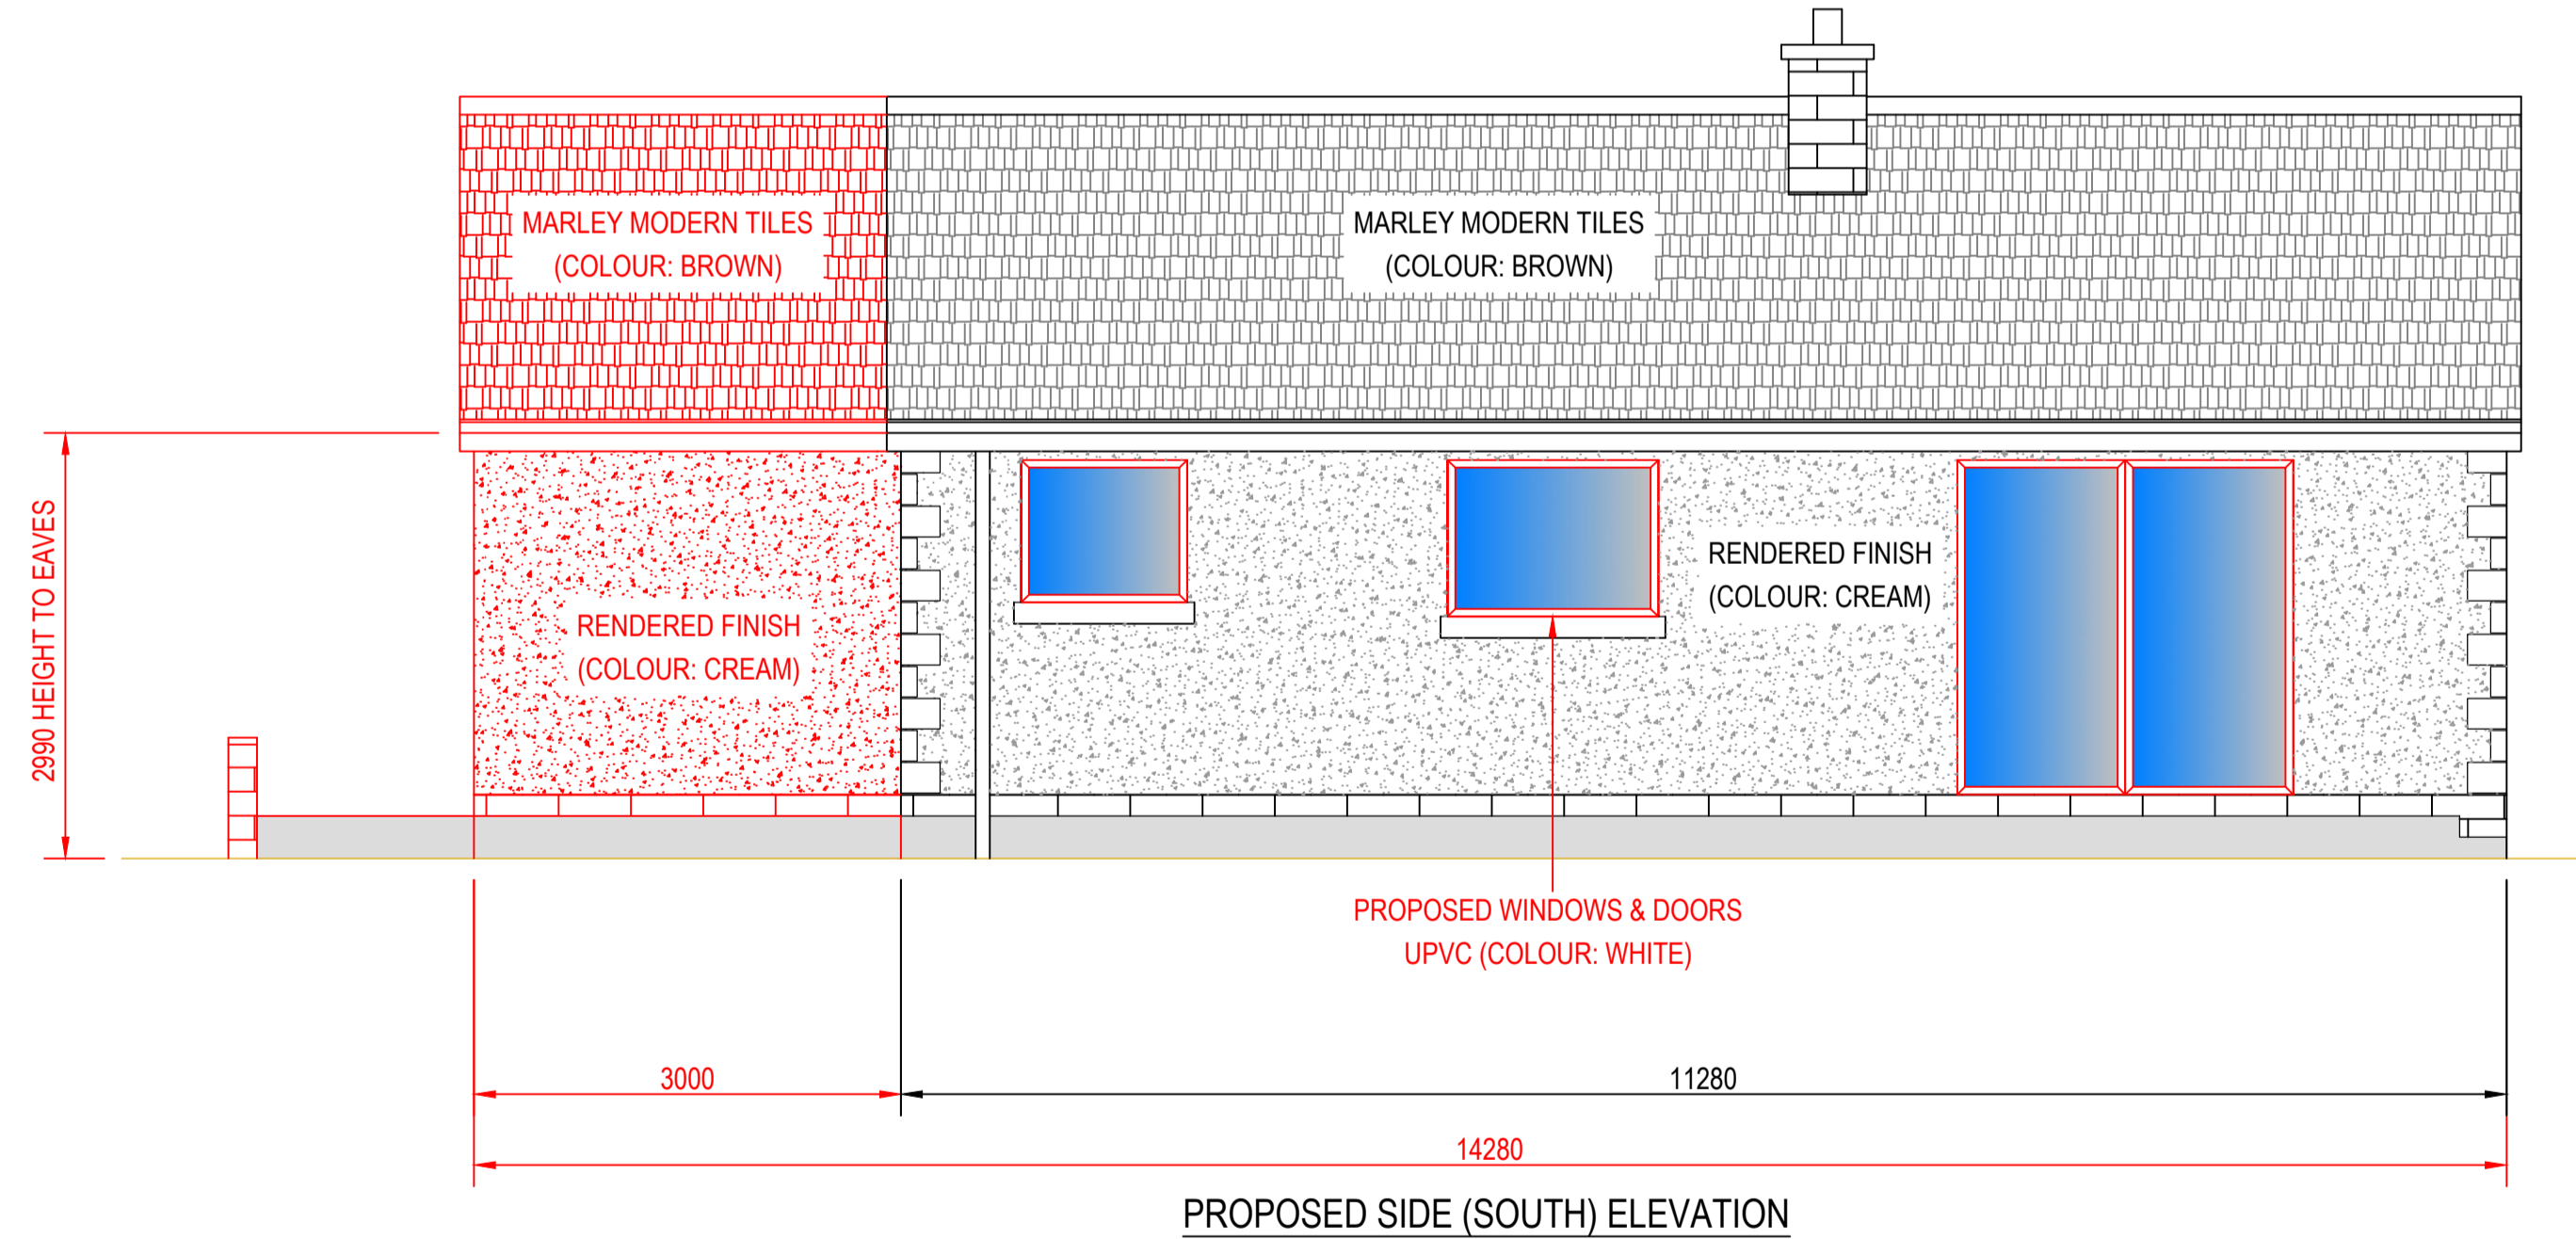 MARLEY MODERN TILES
(COLOUR: BROWN)
MARLEY MODERN TILES
(COLOUR: BROWN)
2990 HEIGHT TO EAVES
RENDERED FINISH
(COLOUR: CREAM)
RENDERED FINISH
(COLOUR: CREAM)
PROPOSED WINDOWS & DOORS
UPVC (COLOUR: WHITE)
3000
11280
14280
PROPOSED SIDE (SOUTH) ELEVATION